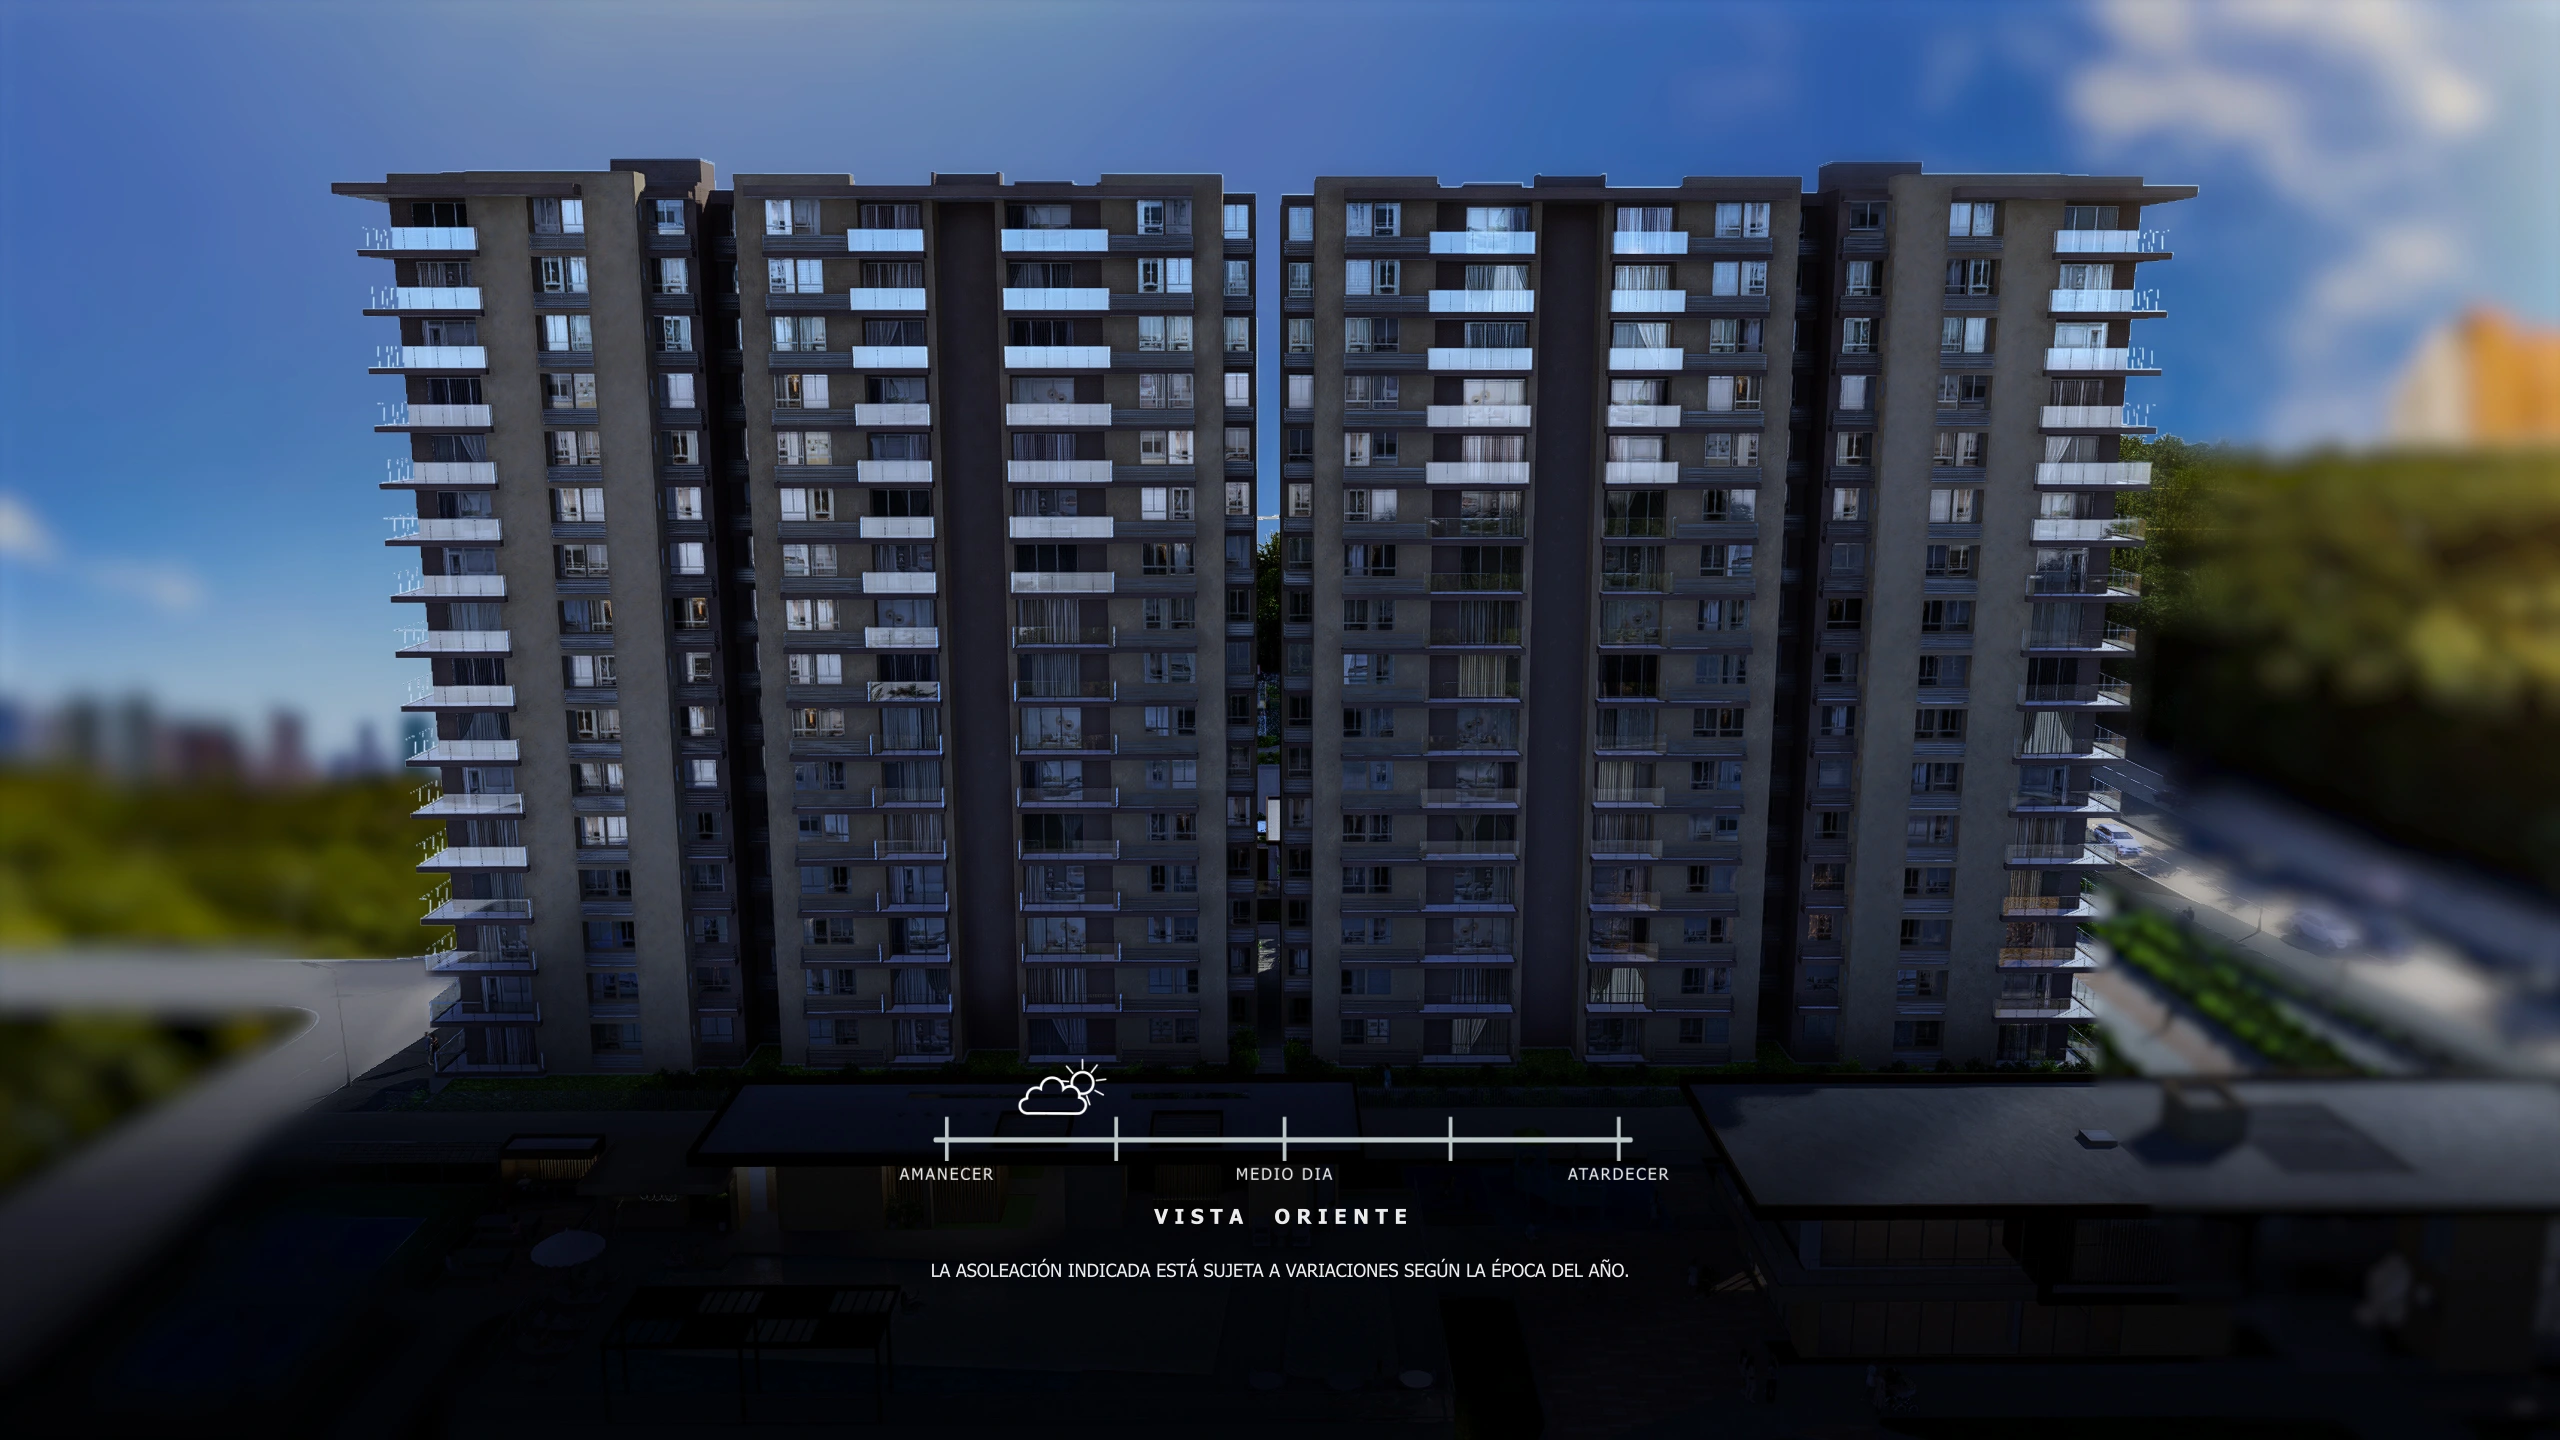 AMANECER MEDIO DIA ATARDECER
VISTA ORIENTE
LA ASOLEACIÓN INDICADA ESTÁ SUJETA A VARIACIONES SEGÚN LA ÉPOCA DEL AÑO.